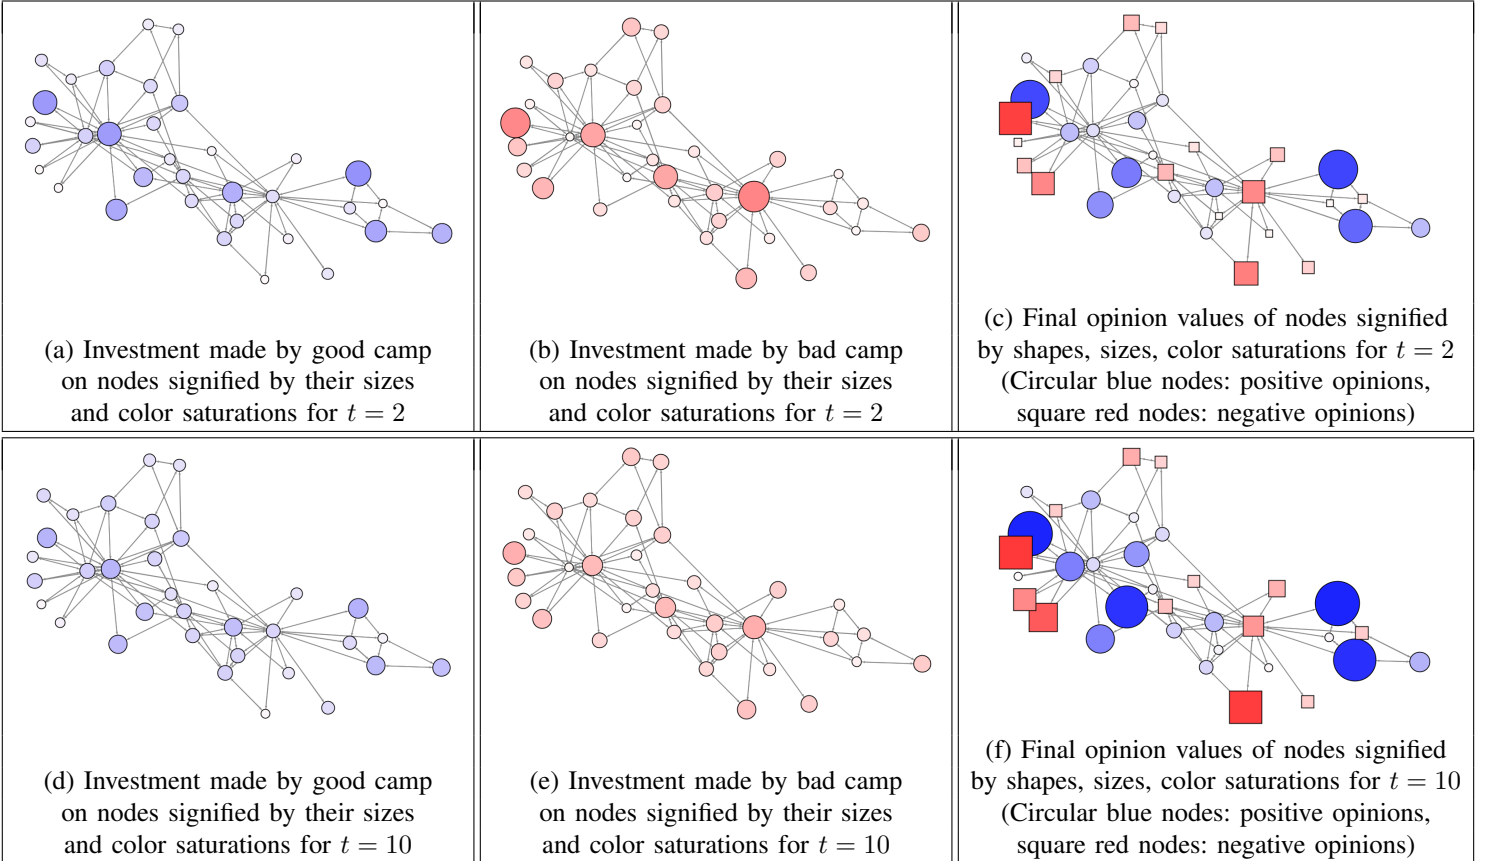 (a) Investment made by good camp
on nodes signified by their sizes
and color saturations for t = 2
(b) Investment made by bad camp
on nodes signified by their sizes
and color saturations for t = 2
(c) Final opinion values of nodes signified
by shapes, sizes, color saturations for t = 2
(Circular blue nodes: positive opinions,
square red nodes: negative opinions)
(d) Investment made by good camp
on nodes signified by their sizes
and color saturations for t = 10
(e) Investment made by bad camp
on nodes signified by their sizes
and color saturations for t = 10
(f) Final opinion values of nodes signified
by shapes, sizes, color saturations for t = 10
(Circular blue nodes: positive opinions,
square red nodes: negative opinions)